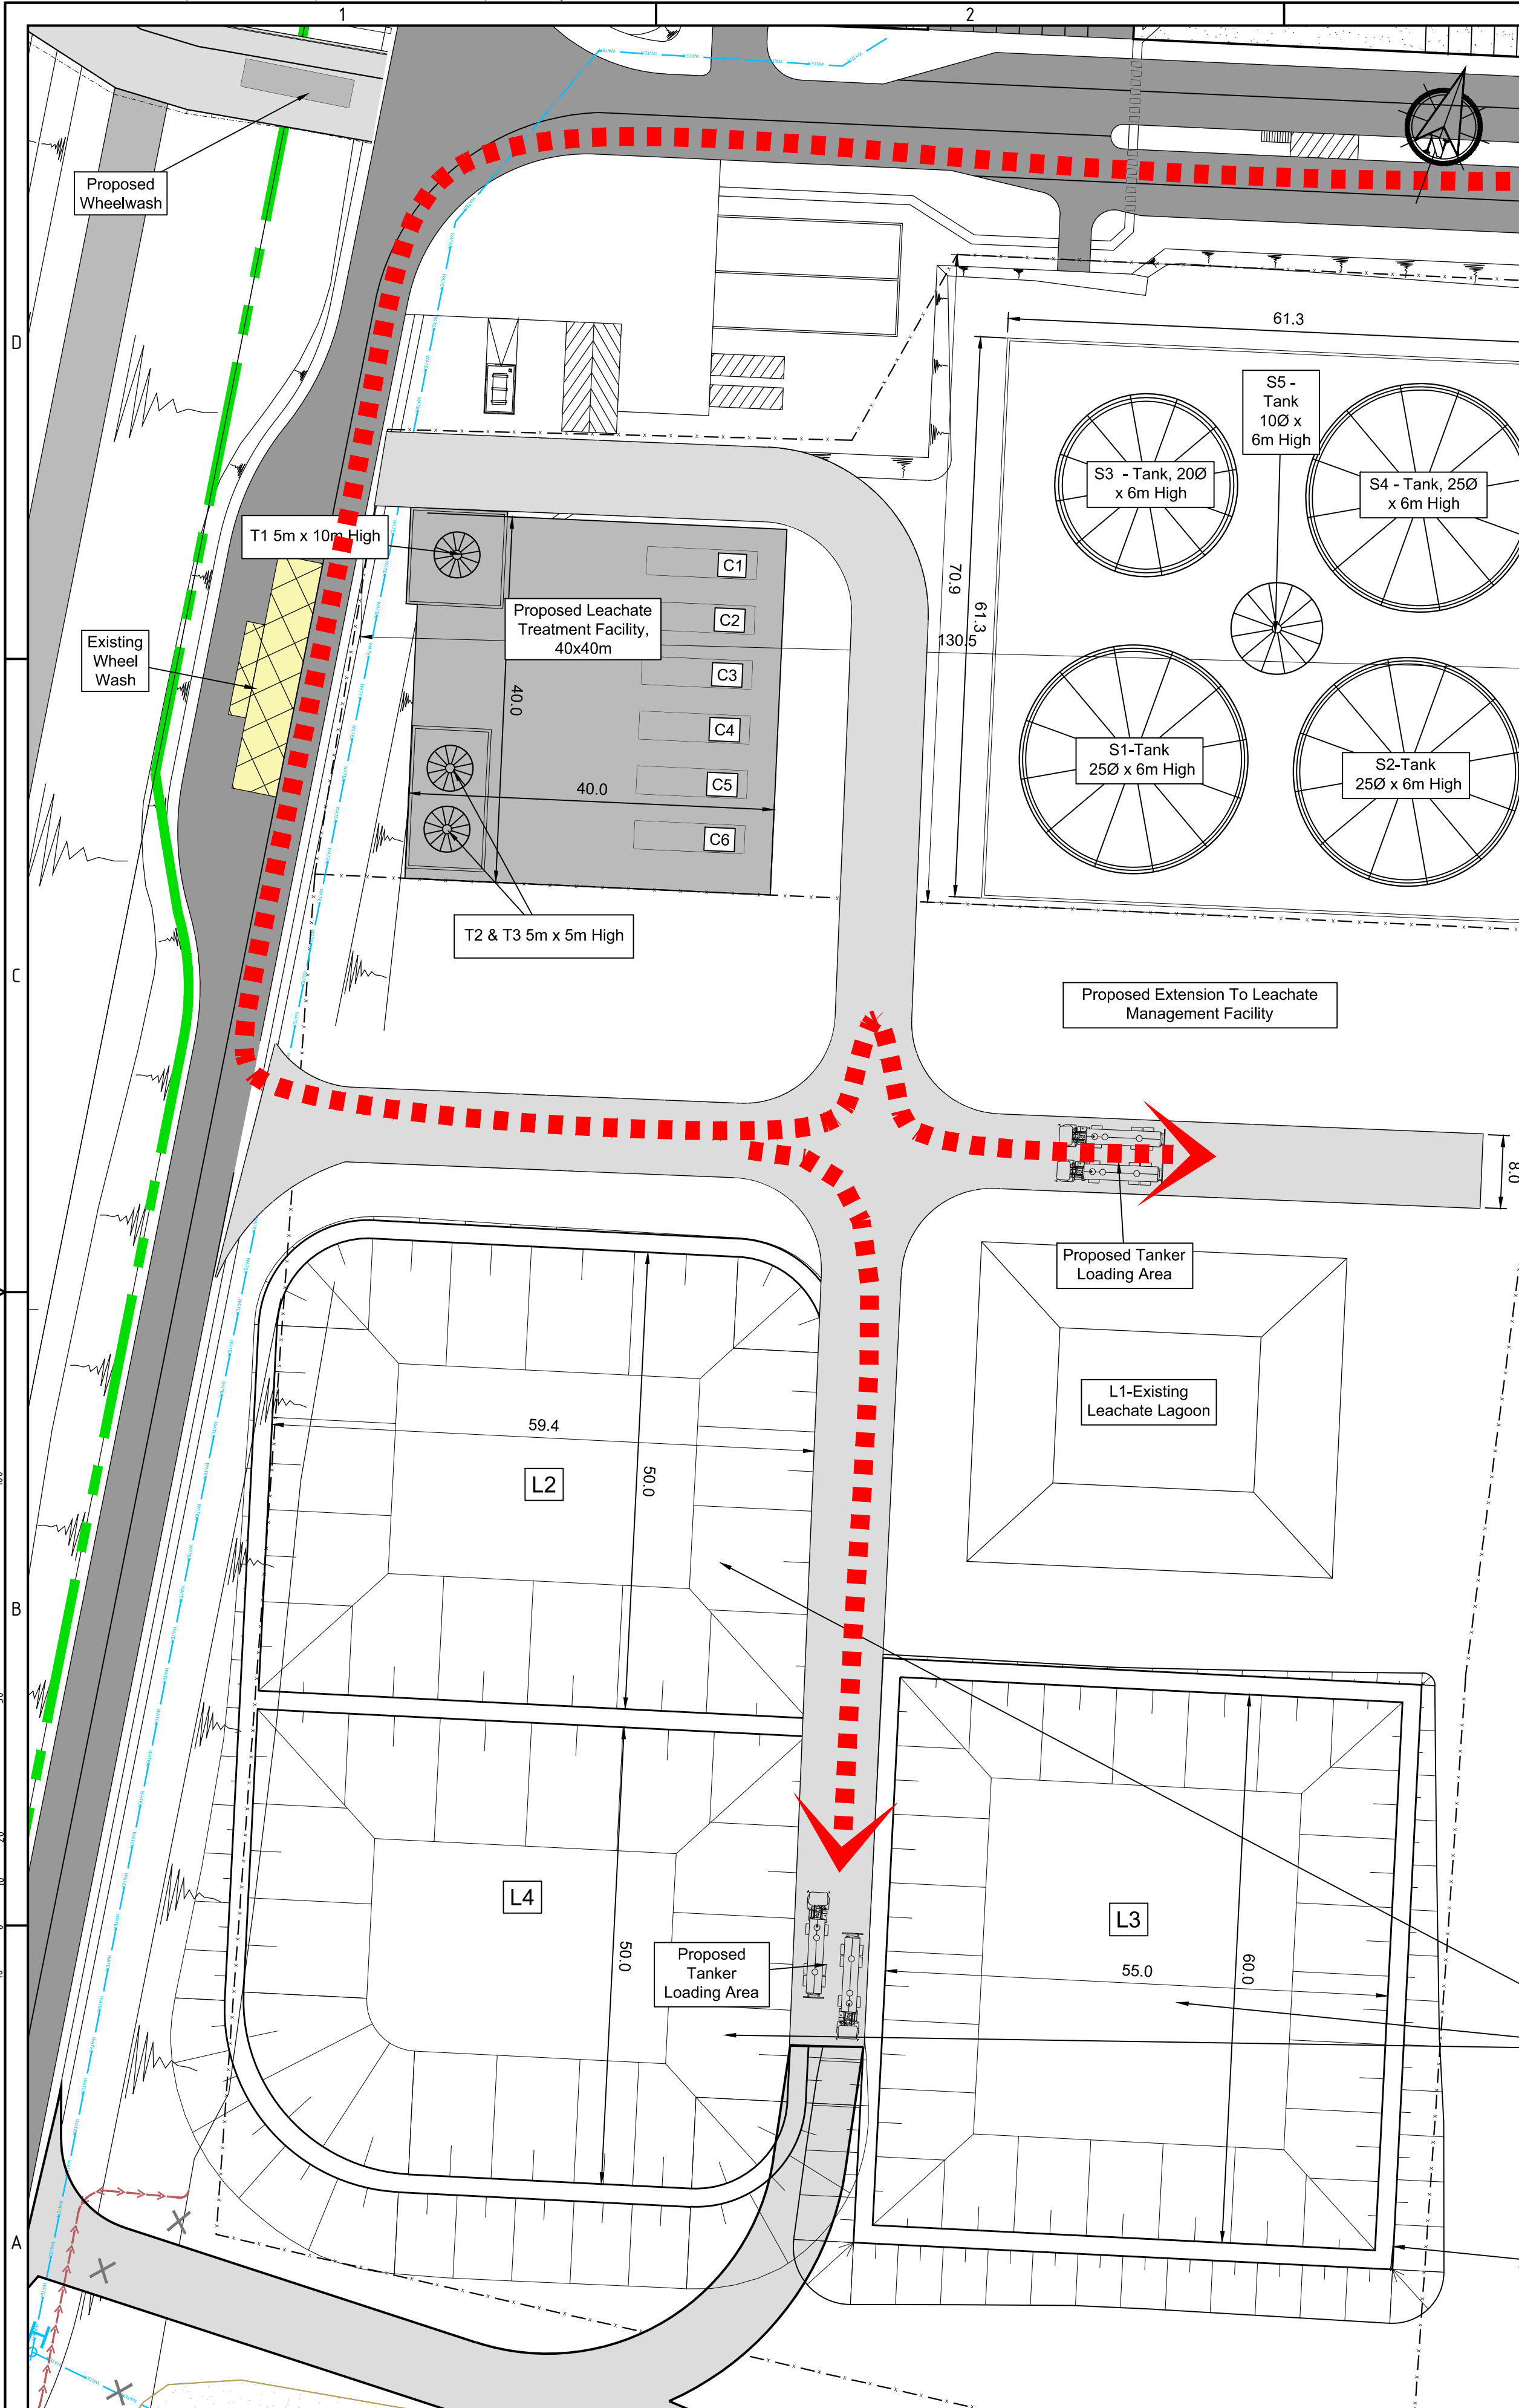 1
2
N
Proposed
Wheelwash
D
61.3
S5 -
Tank
10Ø x
6m High
S3 - Tank, 20Ø
x 6m High
S4 - Tank, 25Ø
x 6m High
T1 5m x 10m High
C1
70.9
61.3
Proposed Leachate
Treatment Facility,
40x40m
C2
130.5
Existing
Wheel
Wash
C3
40.0
C4
S1-Tank
25Ø x 6m High
S2-Tank
25Ø x 6m High
C5
40.0
C6
T2 & T3 5m x 5m High
C
Proposed Extension To Leachate
Management Facility
8.0
Proposed Tanker
Loading Area
L1-Existing
Leachate Lagoon
59.4
L2
50.0
B
L4
L3
50.0
Proposed
Tanker
Loading Area
55.0
60.0
A